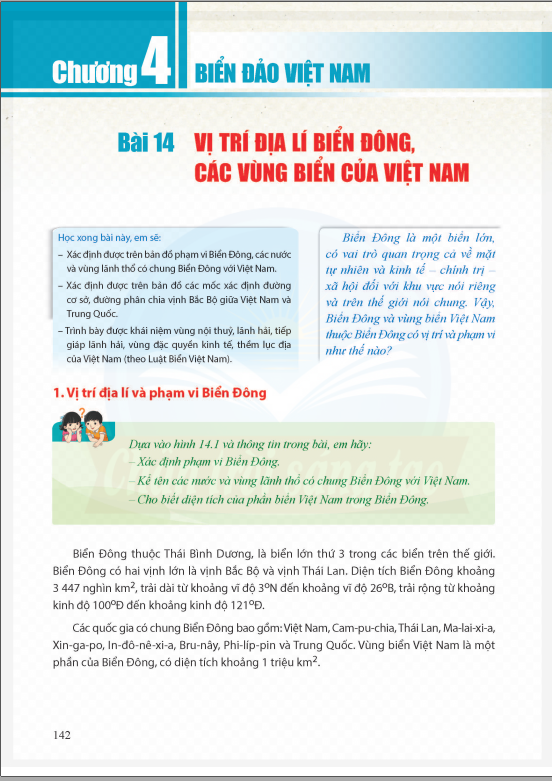 Chương 4
BIỂN ĐẢO VIỆT NAM
Bài 14
VỊ TRÍ ĐỊA LÍ BIỂN ĐÔNG,
CÁC VÙNG BIỂN CỦA VIỆT NAM
Học xong bài này, em sẽ:
– Xác định được trên bản đồ phạm vi Biển Đông, các nước
và vùng lãnh thổ có chung Biển Đông với Việt Nam.
– Xác định được trên bản đồ các mốc xác định đường
cơ sở, đường phân chia vịnh Bắc Bộ giữa Việt Nam và
Trung Quốc.
– Trình bày được khái niệm vùng nội thuỷ, lãnh hải, tiếp
giáp lãnh hải, vùng đặc quyền kinh tế, thềm lục địa
của Việt Nam (theo Luật Biển Việt Nam).
Biển Đông là một biển lớn,
có vai trò quan trọng cả về mặt
tự nhiên và kinh tế – chính trị –
xã hội đối với khu vực nói riêng
và trên thế giới nói chung. Vậy,
Biển Đông và vùng biển Việt Nam
thuộc Biển Đông có vị trí và phạm vi
như thế nào?
1. Vị trí địa lí và phạm vi Biển Đông
Dựa vào hình 14.1 và thông tin trong bài, em hãy:
– Xác định phạm vi Biển Đông.
– Kể tên các nước và vùng lãnh thổ có chung Biển Đông với Việt Nam.
– Cho biết diện tích của phần biển Việt Nam trong Biển Đông.
Biển Đông thuộc Thái Bình Dương, là biển lớn thứ 3 trong các biển trên thế giới.
Biển Đông có hai vịnh lớn là vịnh Bắc Bộ và vịnh Thái Lan. Diện tích Biển Đông khoảng
3 447 nghìn km², trải dài từ khoảng vĩ độ 3°N đến khoảng vĩ độ 26°B, trải rộng từ khoảng
kinh độ 100°Đ đến khoảng kinh độ 121°Đ.
Các quốc gia có chung Biển Đông bao gồm: Việt Nam, Cam-pu-chia, Thái Lan, Ma-lai-xi-a,
Xin-ga-po, In-đô-nê-xi-a, Bru-nây, Phi-líp-pin và Trung Quốc. Vùng biển Việt Nam là một
phần của Biển Đông, có diện tích khoảng 1 triệu km².
142